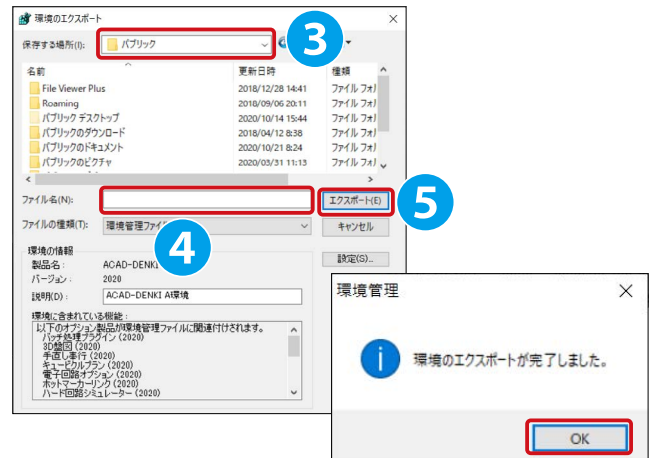 環境のエクスポート
保存する場所(I): パブリック
3
名前 更新日時 種類
File Viewer Plus 2018/12/28 14:41 ファイル フォル
Roaming 2018/09/06 20:11 ファイル フォル
パブリック デスクトップ 2020/10/14 15:44 ファイル フォル
パブリックのダウンロード 2018/04/12 8:38 ファイル フォル
パブリックのドキュメント 2020/10/21 8:24 ファイル フォル
パブリックのピクチャ 2020/03/31 11:13 ファイル フォル
ファイル名(N): エクスポート(E)
5
ファイルの種類(T): 環境管理ファイル キャンセル
4
環境の情報 設定(S)...
製品名: ACAD-DENKI
バージョン: 2020
説明(D): ACAD-DENKI AI環境
環境に含まれている機能:
以下のオプション製品が環境管理ファイルに関連付けされます。
バッチ処理プラグイン (2020)
3D盤図 (2020)
手直し奉行 (2020)
キュービクルプラン (2020)
電子回路オプション (2020)
ホットマーカーリンク (2020)
ハード回路シミュレーター (2020)
環境管理
環境のエクスポートが完了しました。
OK